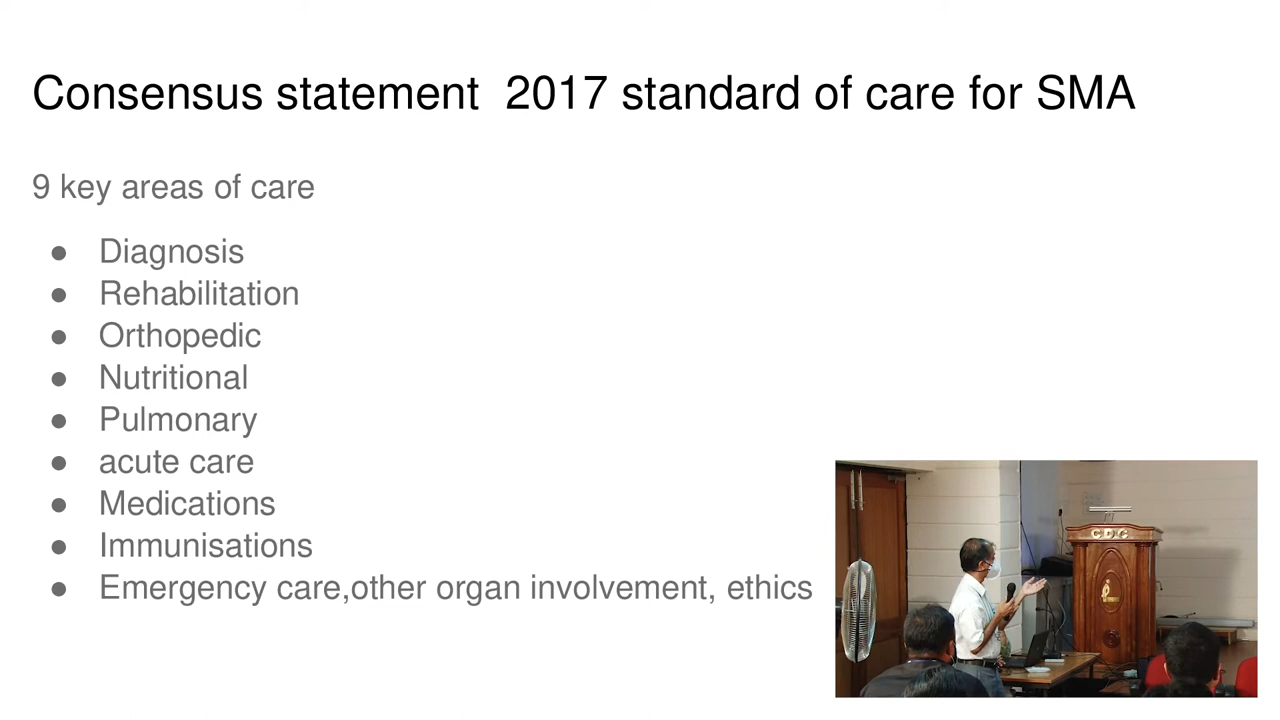 Consensus statement 2017 standard of care for SMA
9 key areas of care
● Diagnosis
● Rehabilitation
● Orthopedic
● Nutritional
● Pulmonary
● acute care
● Medications
● Immunisations
● Emergency care,other organ involvement, ethics
CDC